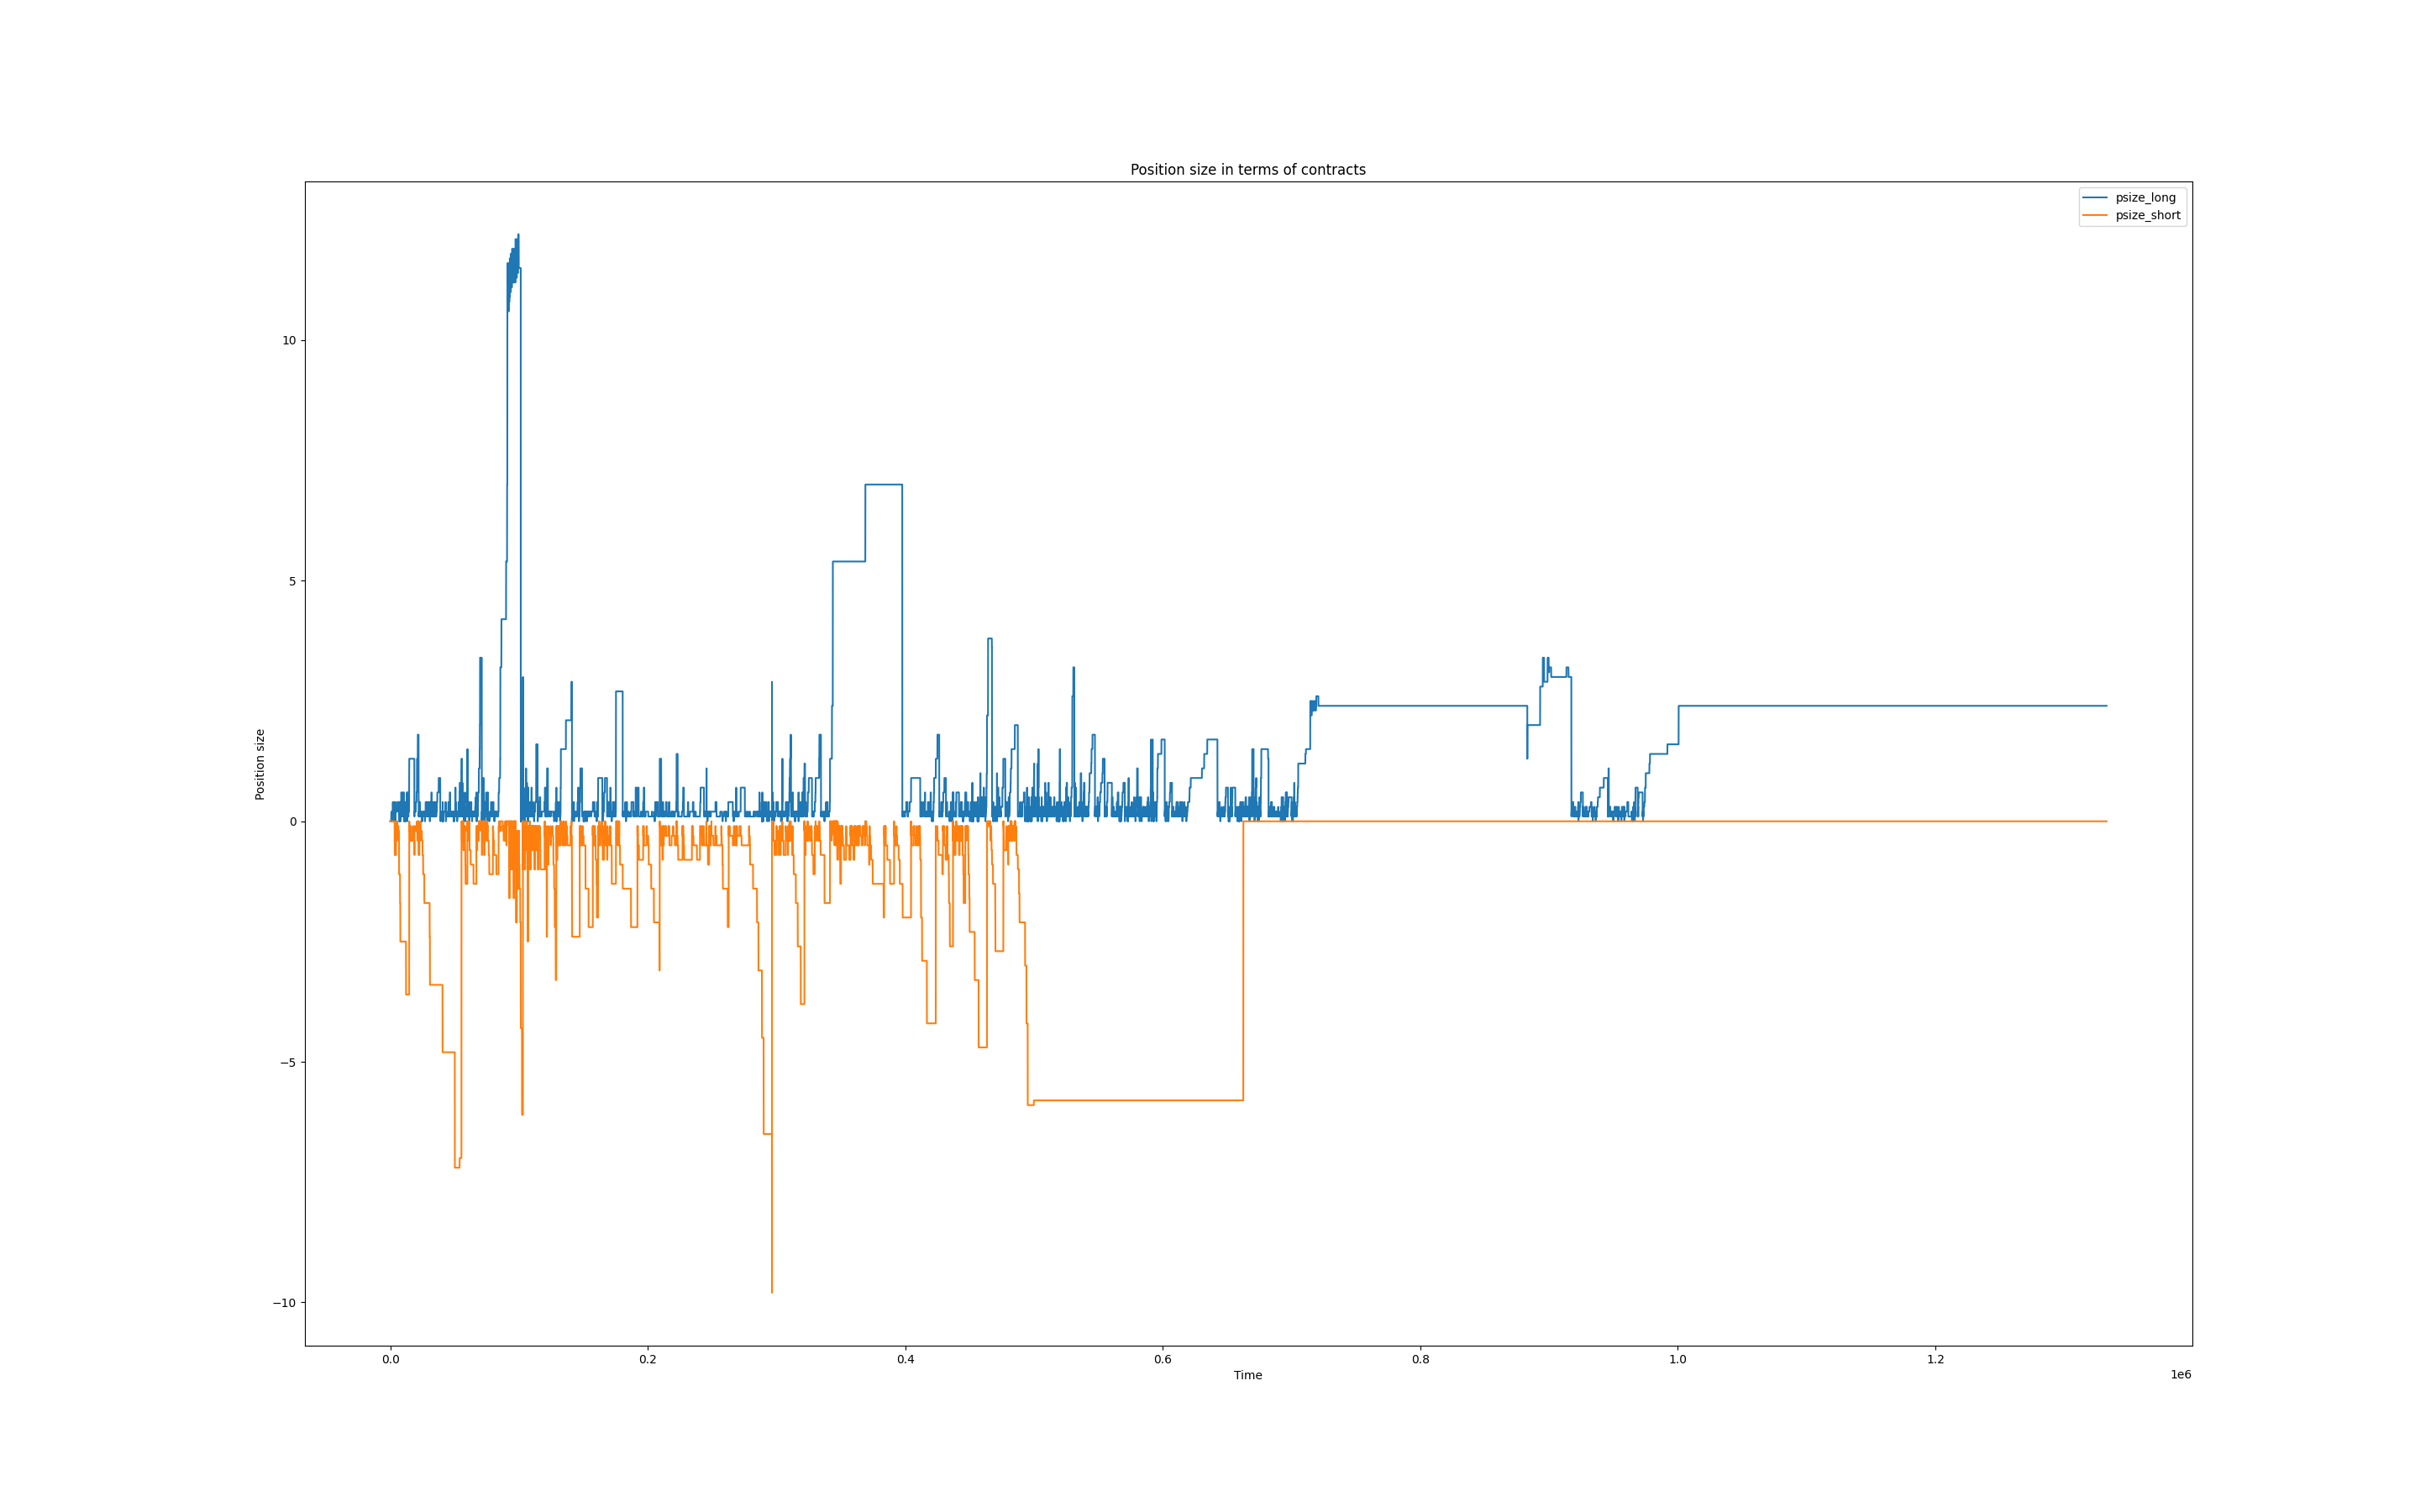 Position size in terms of contracts
psize_long
psize_short
Position size
10
5
0
−5
−10
0.0 0.2 0.4 0.6 0.8 1.0 1.2
1e6
Time